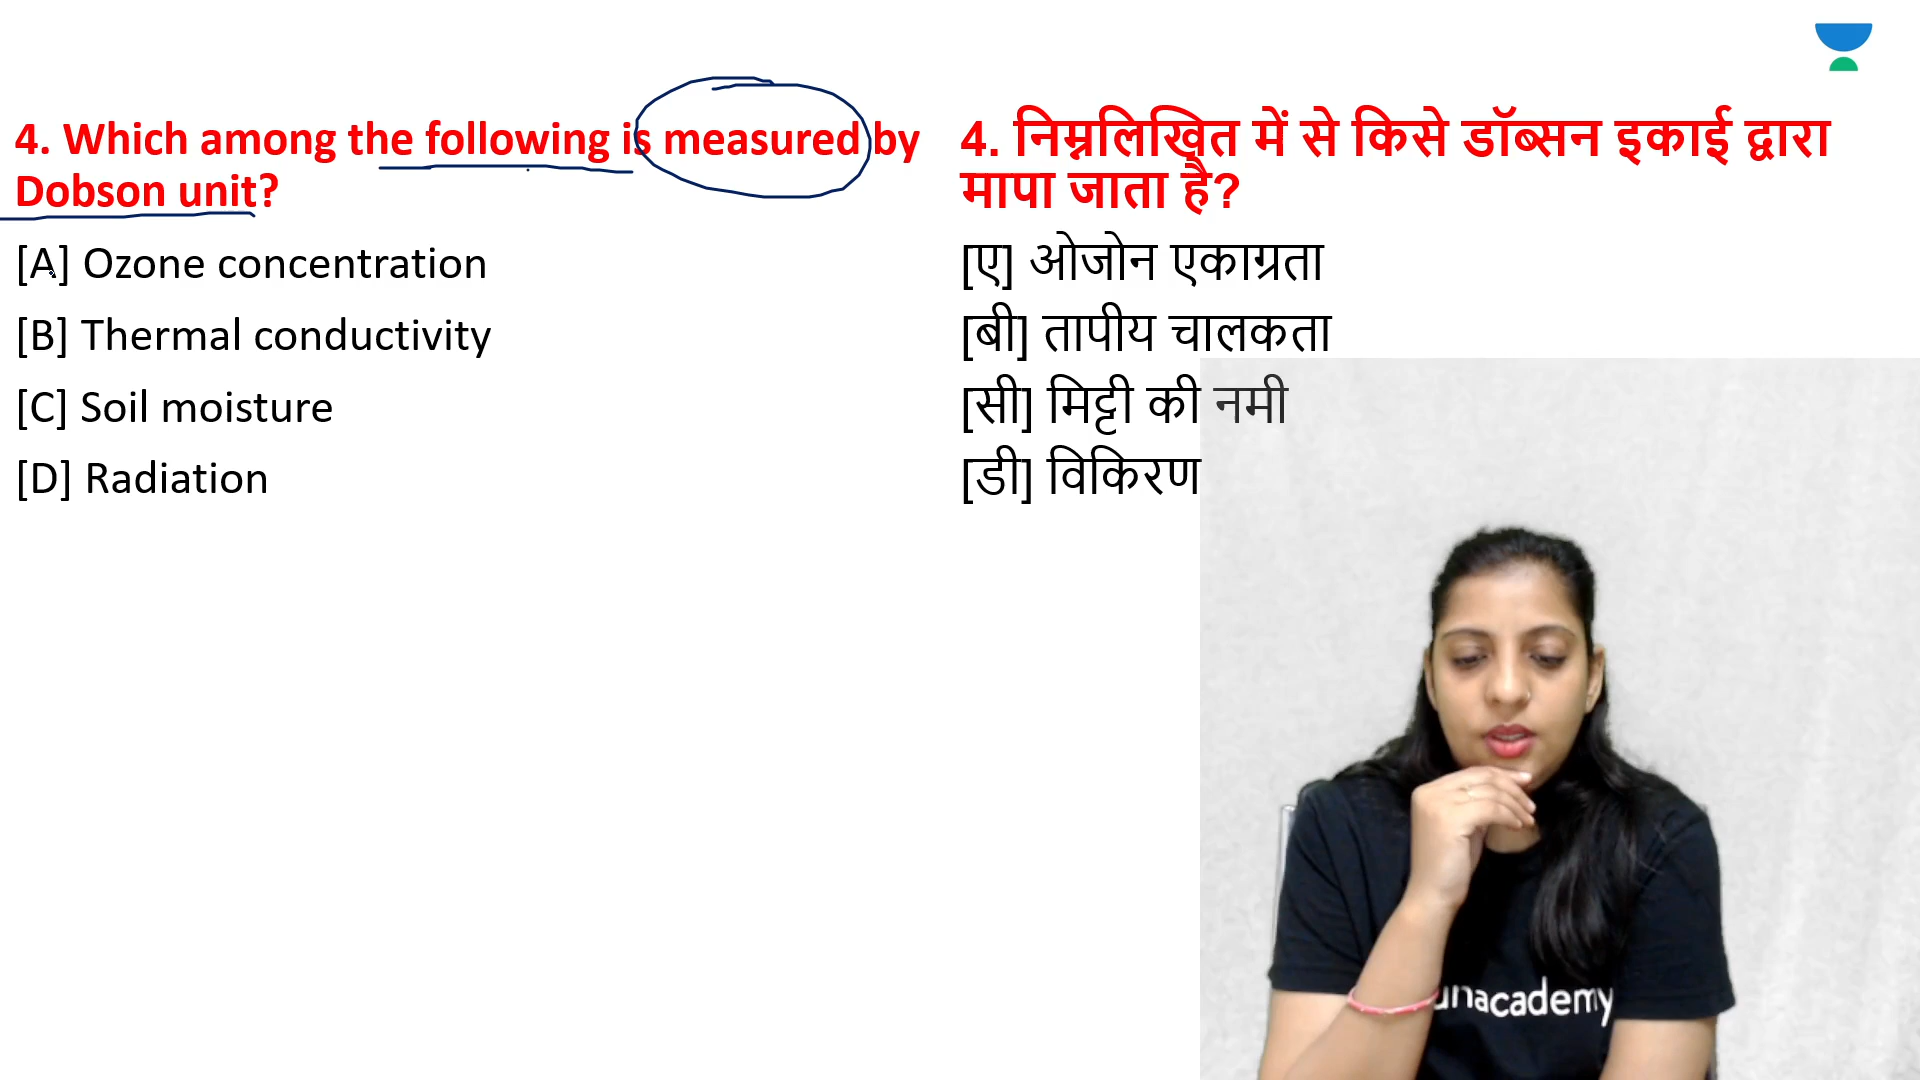 4. Which among the following is measured by
Dobson unit?
[A] Ozone concentration
[B] Thermal conductivity
[C] Soil moisture
[D] Radiation
4. निम्नलिखित में से किसे डॉब्सन इकाई द्वारा
मापा जाता है?
[ए] ओजोन एकाग्रता
[बी] तापीय चालकता
[सी] मिट्टी की नमी
[डी] विकिरण
unacademy